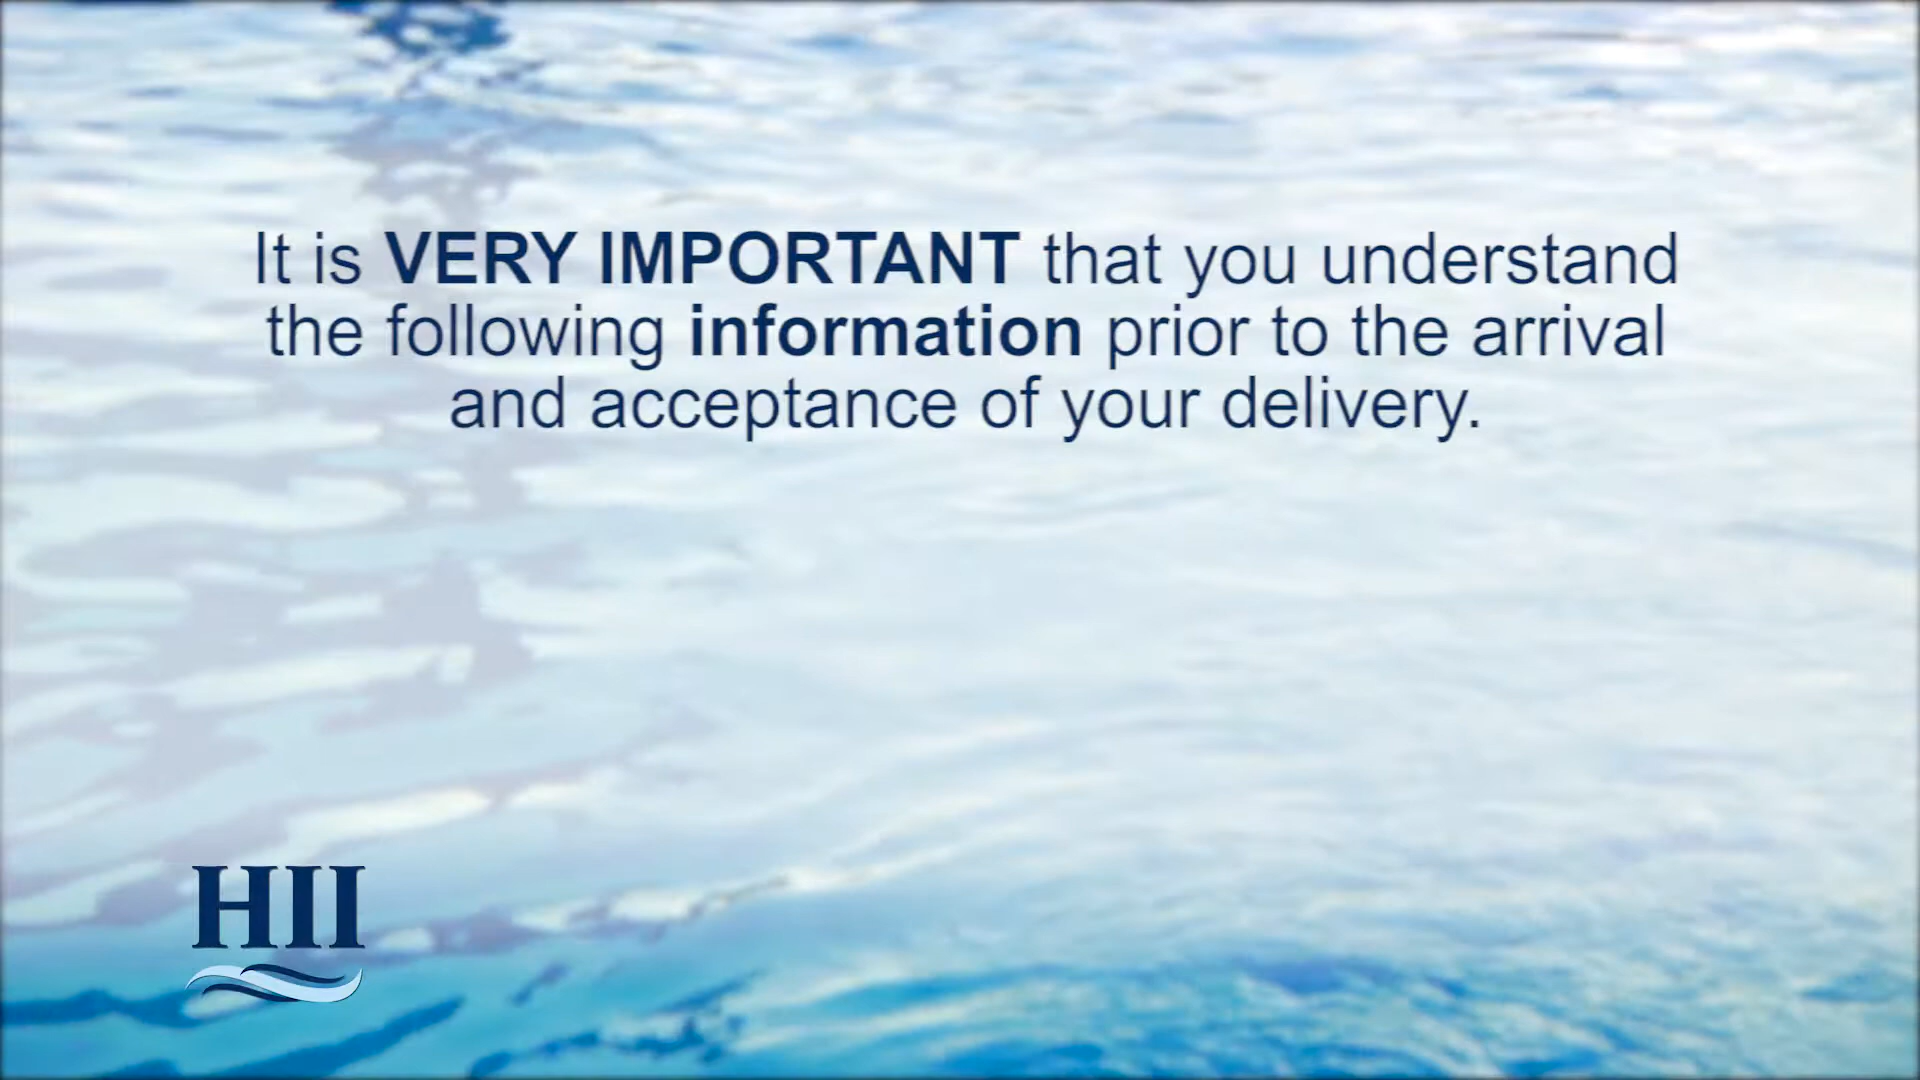 It is VERY IMPORTANT that you understand
the following information prior to the arrival
and acceptance of your delivery.
HII